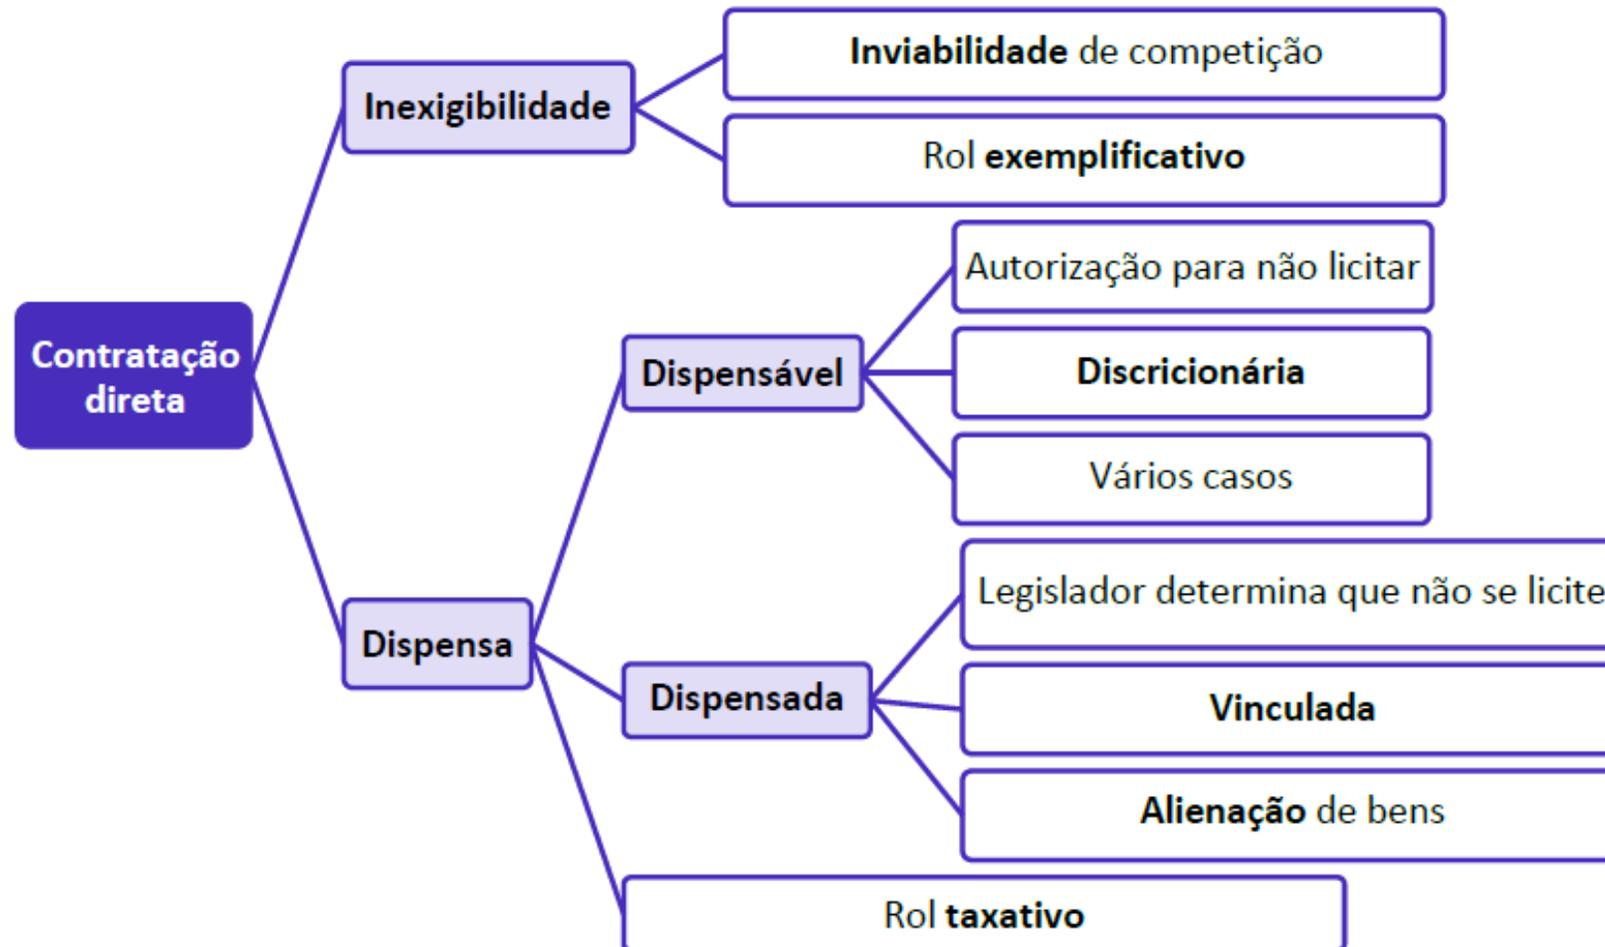 Inviabilidade de competição
Inexigibilidade
Rol exemplificativo
Autorização para não licitar
Contratação
direta
Dispensável
Discricionária
Vários casos
Legislador determina que não se licite
Dispensa
Dispensada
Vinculada
Alienação de bens
Rol taxativo